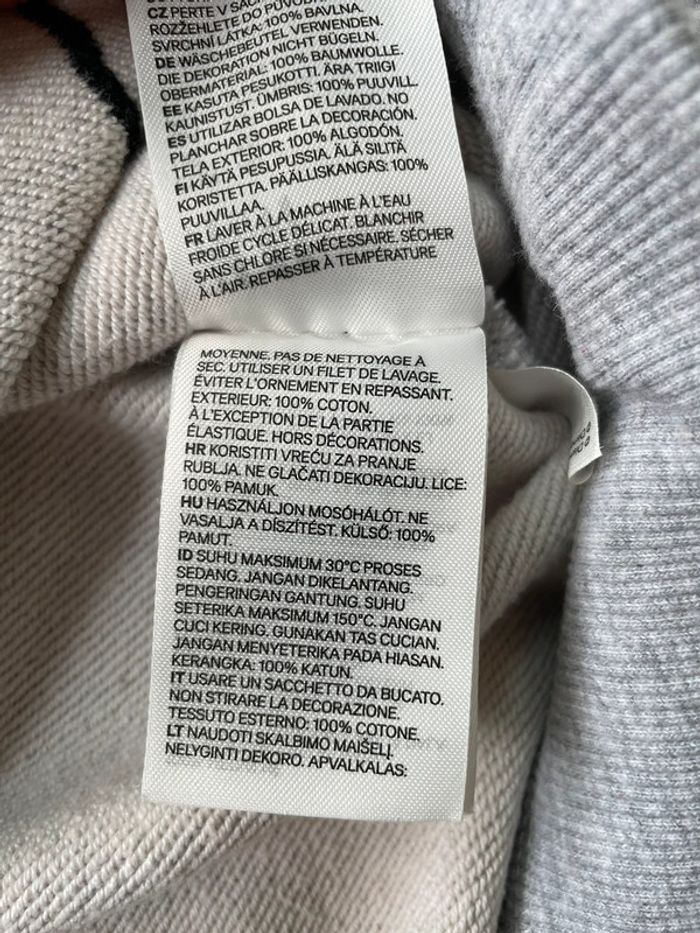 CZ PERTE V
ROZŽEHLETE DO PŮVODNÍ
SVRCHNÍ LÁTKA: 100% BAVLNA.
DE WÄSCHEBEUTEL VERWENDEN.
DIE DEKORATION NICHT BÜGELN.
OBERMATERIAL: 100% BAUMWOLLE.
EE KASUTA PESUKOTTI. ÄRA TRIIGI
KAUNISTUST. ÜMBRIS: 100% PUUVILL.
ES UTILIZAR BOLSA DE LAVADO. NO
PLANCHAR SOBRE LA DECORACIÓN.
TELA EXTERIOR: 100% ALGODÓN.
FI KÄYTÄ PESUPUSSIA. ÄLÄ SILITÄ
KORISTETTA. PÄÄLLISKANGAS: 100%
PUUVILLAA.
FR LAVER À LA MACHINE À L'EAU
FROIDE CYCLE DÉLICAT. BLANCHIR
SANS CHLORE SI NÉCESSAIRE. SÉCHER
À L'AIR. REPASSER À TEMPÉRATURE
MOYENNE. PAS DE NETTOYAGE À
SEC. UTILISER UN FILET DE LAVAGE.
ÉVITER L'ORNEMENT EN REPASSANT.
EXTERIEUR: 100% COTON.
À L'EXCEPTION DE LA PARTIE
ÉLASTIQUE. HORS DÉCORATIONS.
HR KORISTITI VREĆU ZA PRANJE
RUBLJA. NE GLAČATI DEKORACIJU. LICE:
100% PAMUK.
HU HASZNÁLJON MOSÓHÁLÓT. NE
VASALJA A DÍSZÍTÉST. KÜLSŐ: 100%
PAMUT.
ID SUHU MAKSIMUM 30°C PROSES
SEDANG. JANGAN DIKELANTANG.
PENGERINGAN GANTUNG. SUHU
SETERIKA MAKSIMUM 150°C. JANGAN
CUCI KERING. GUNAKAN TAS CUCIAN.
JANGAN MENYETERIKA PADA HIASAN.
KERANGKA: 100% KATUN.
IT USARE UN SACCHETTO DA BUCATO.
NON STIRARE LA DECORAZIONE.
TESSUTO ESTERNO: 100% COTONE.
LT NAUDOTI SKALBIMO MAIŠELĮ.
NELYGINTI DEKORO. APVALKALAS: